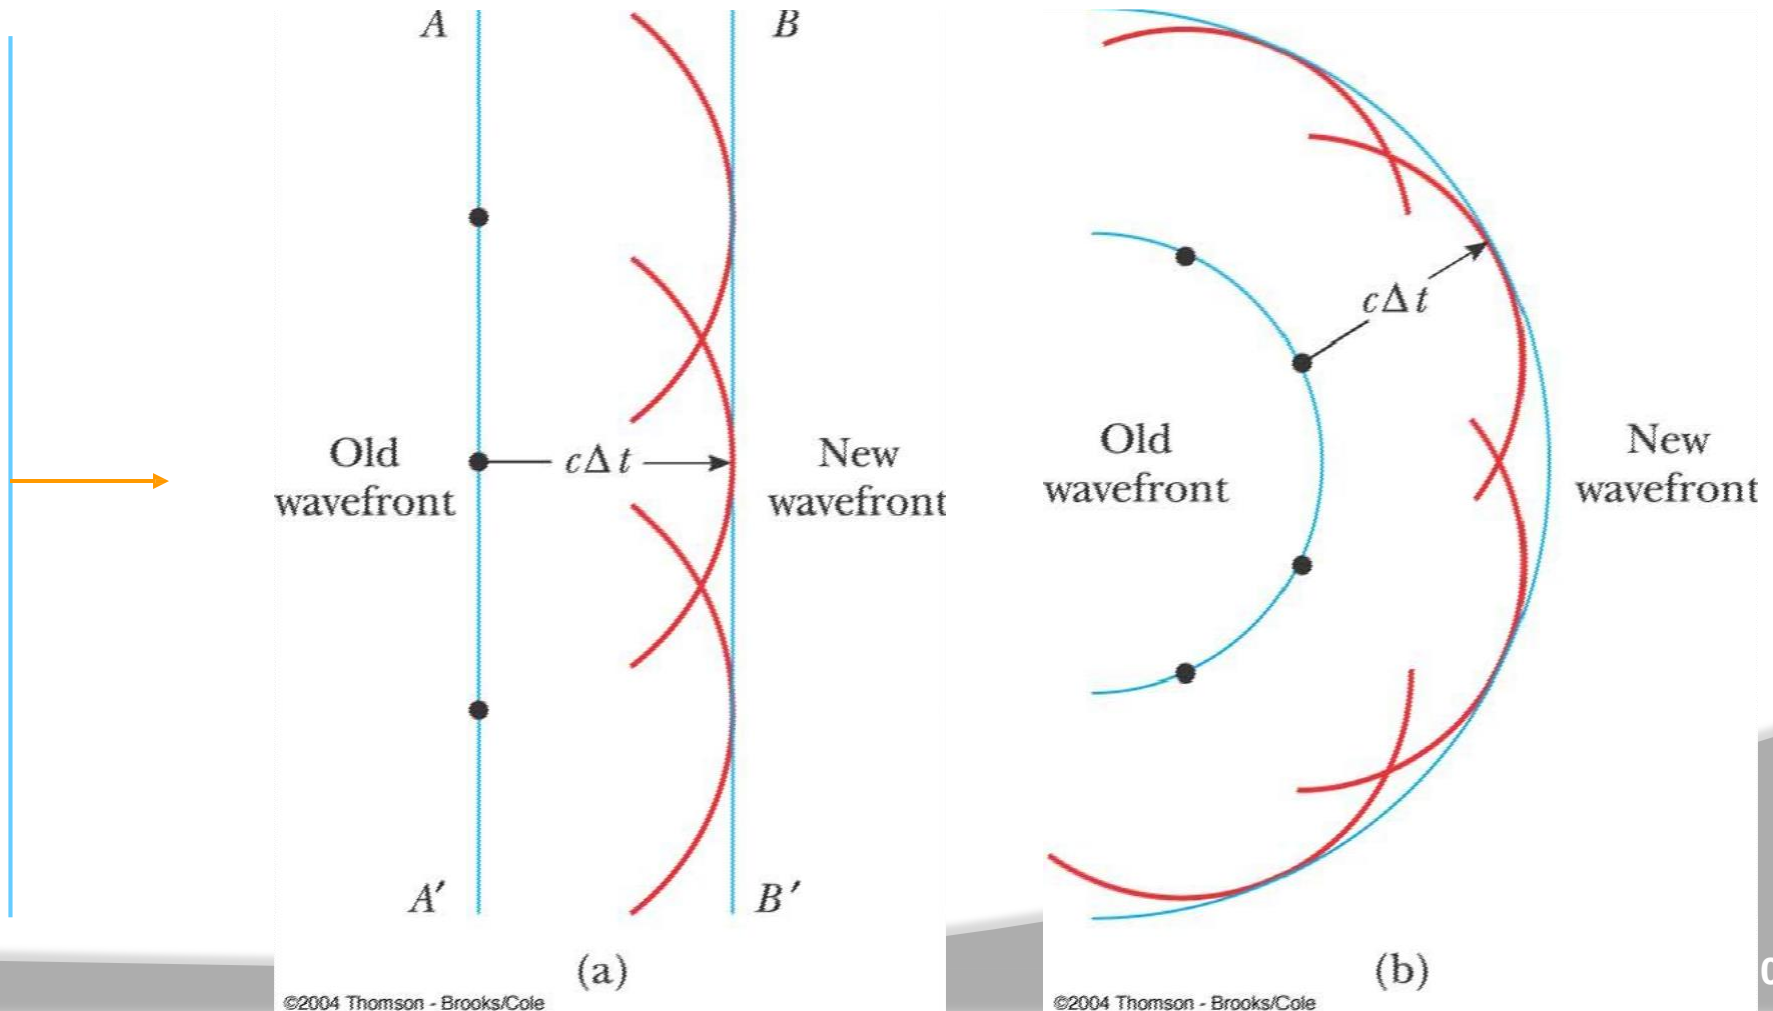 A
B
Old
wavefront
cΔt
New
wavefront
A′
B′
(a)
©2004 Thomson - Brooks/Cole
cΔt
Old
wavefront
New
wavefront
(b)
©2004 Thomson - Brooks/Cole